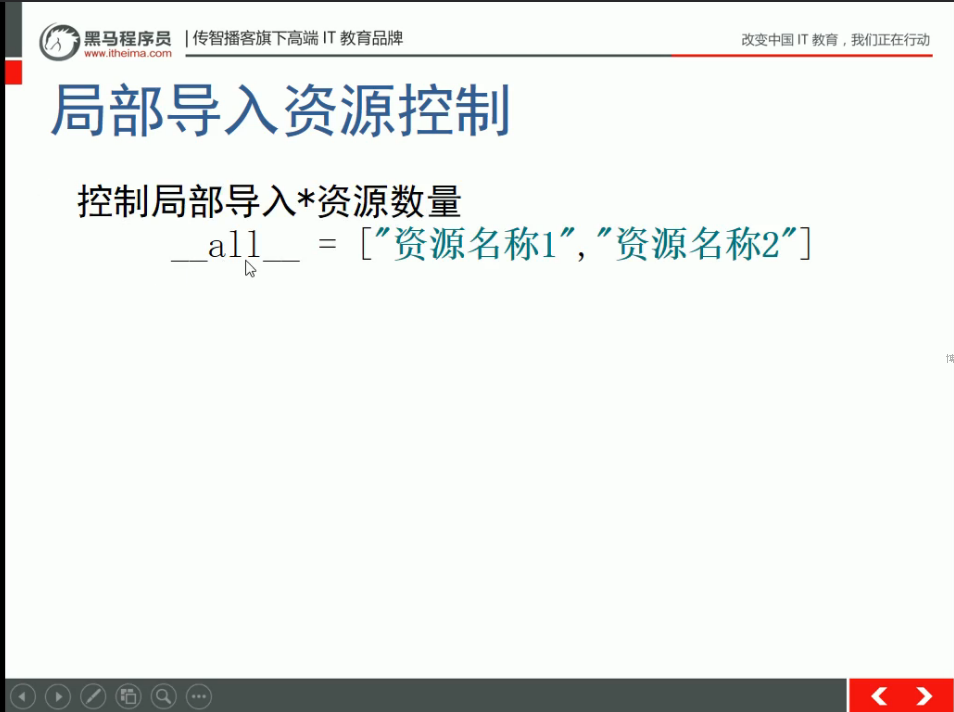 黑马程序员 | 传智播客旗下高端 IT 教育品牌
www.itheima.com
改变中国 IT 教育，我们正在行动
局部导入资源控制
控制局部导入*资源数量
__all__ = ["资源名称1","资源名称2"]